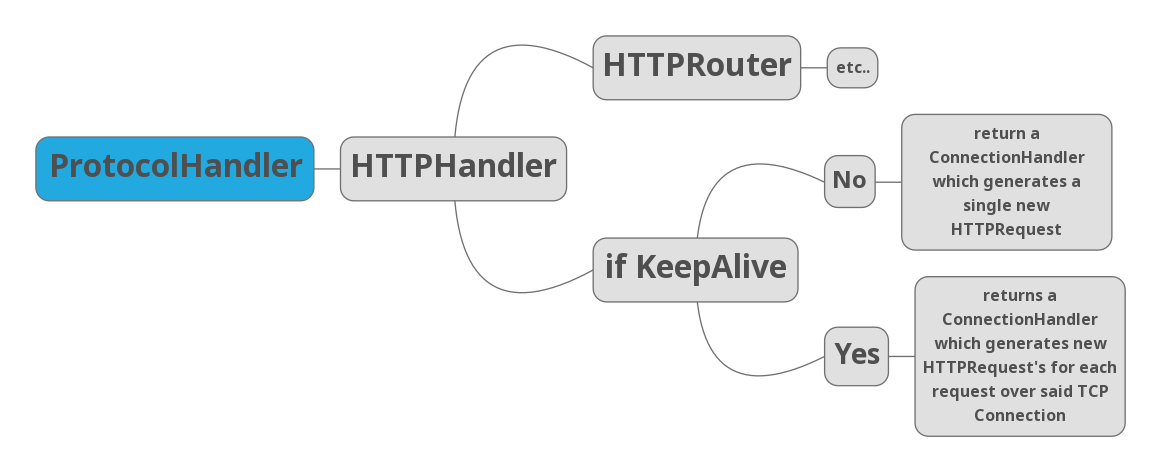 ProtocolHandler
HTTPHandler
HTTPRouter
etc..
if KeepAlive
No
return a
ConnectionHandler
which generates a
single new
HTTPRequest
Yes
returns a
ConnectionHandler
which generates new
HTTPRequest's for each
request over said TCP
Connection